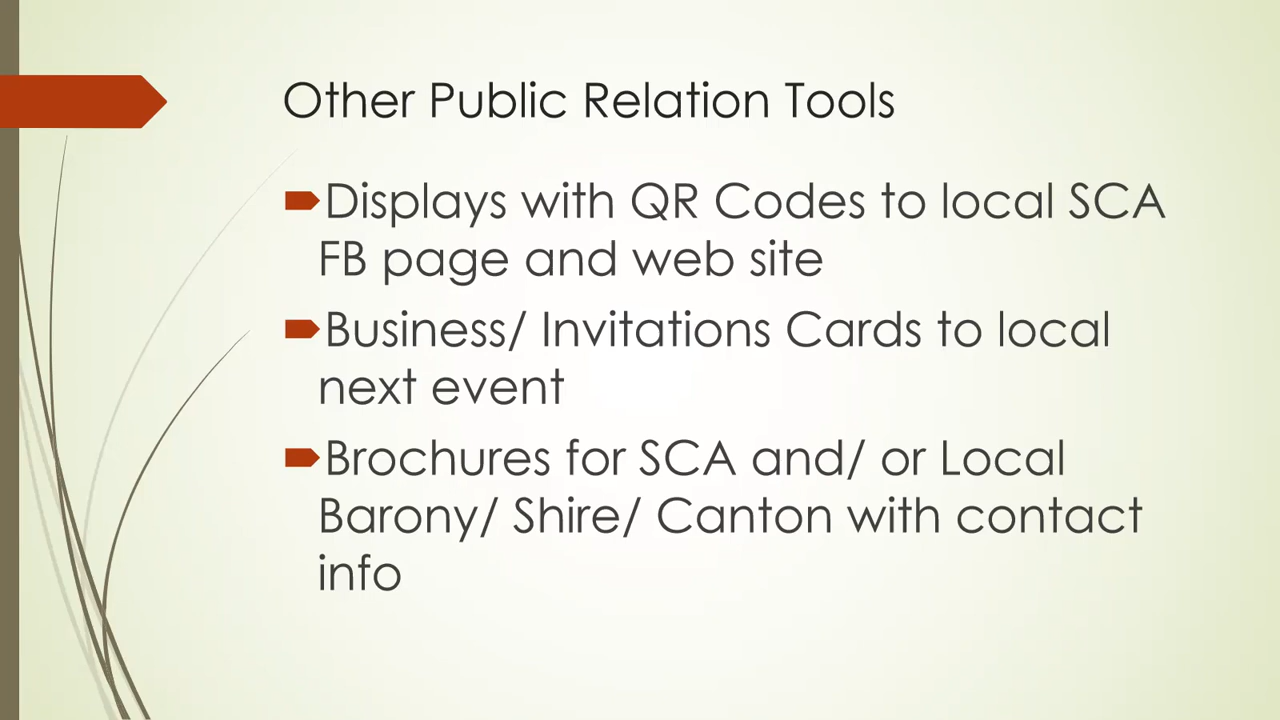 Other Public Relation Tools
Displays with QR Codes to local SCA
FB page and web site
Business/ Invitations Cards to local
next event
Brochures for SCA and/ or Local
Barony/ Shire/ Canton with contact
info